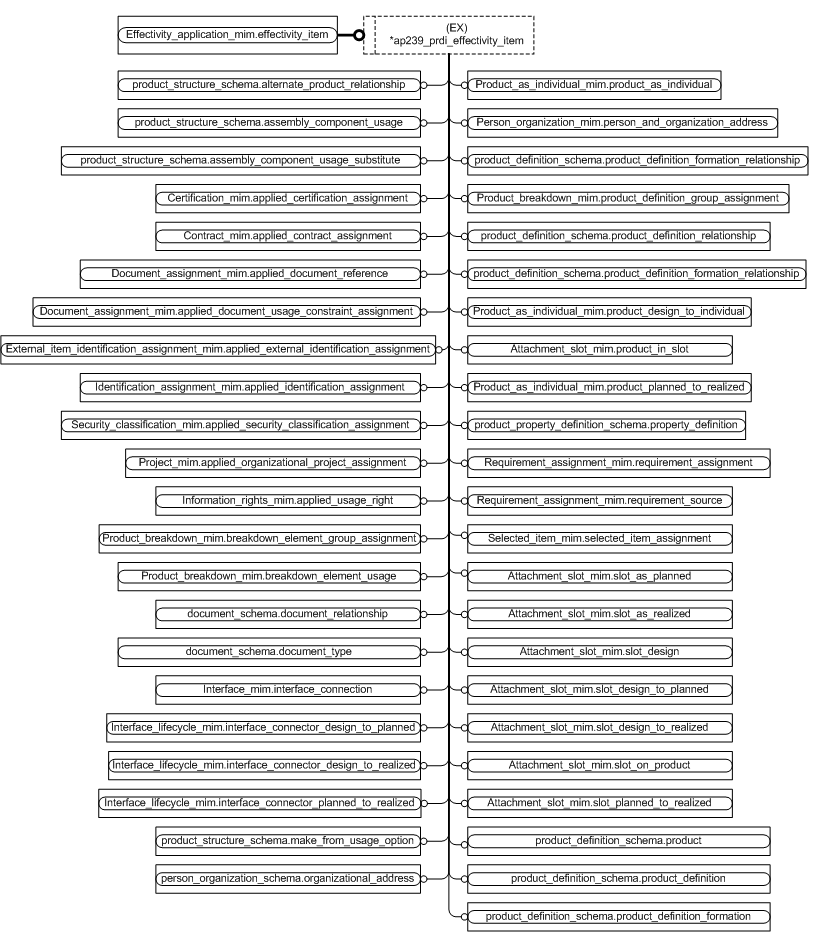 Effectivity_application_mim.effectivity_item
(EX)
*ap239_prdi_effectivity_item
product_structure_schema.alternate_product_relationship
Product_as_individual_mim.product_as_individual
product_structure_schema.assembly_component_usage
Person_organization_mim.person_and_organization_address
product_structure_schema.assembly_component_usage_substitute
product_definition_schema.product_definition_formation_relationship
Certification_mim.applied_certification_assignment
Product_breakdown_mim.product_definition_group_assignment
Contract_mim.applied_contract_assignment
product_definition_schema.product_definition_relationship
Document_assignment_mim.applied_document_reference
product_definition_schema.product_definition_formation_relationship
Document_assignment_mim.applied_document_usage_constraint_assignment
Product_as_individual_mim.product_design_to_individual
External_item_identification_assignment_mim.applied_external_identification_assignment
Attachment_slot_mim.product_in_slot
Identification_assignment_mim.applied_identification_assignment
Product_as_individual_mim.product_planned_to_realized
Security_classification_mim.applied_security_classification_assignment
product_property_definition_schema.property_definition
Project_mim.applied_organizational_project_assignment
Requirement_assignment_mim.requirement_assignment
Information_rights_mim.applied_usage_right
Requirement_assignment_mim.requirement_source
Product_breakdown_mim.breakdown_element_group_assignment
Selected_item_mim.selected_item_assignment
Product_breakdown_mim.breakdown_element_usage
Attachment_slot_mim.slot_as_planned
document_schema.document_relationship
Attachment_slot_mim.slot_as_realized
document_schema.document_type
Attachment_slot_mim.slot_design
Interface_mim.interface_connection
Attachment_slot_mim.slot_design_to_planned
Interface_lifecycle_mim.interface_connector_design_to_planned
Attachment_slot_mim.slot_design_to_realized
Interface_lifecycle_mim.interface_connector_design_to_realized
Attachment_slot_mim.slot_on_product
Interface_lifecycle_mim.interface_connector_planned_to_realized
Attachment_slot_mim.slot_planned_to_realized
product_structure_schema.make_from_usage_option
product_definition_schema.product
person_organization_schema.organizational_address
product_definition_schema.product_definition
product_definition_schema.product_definition_formation